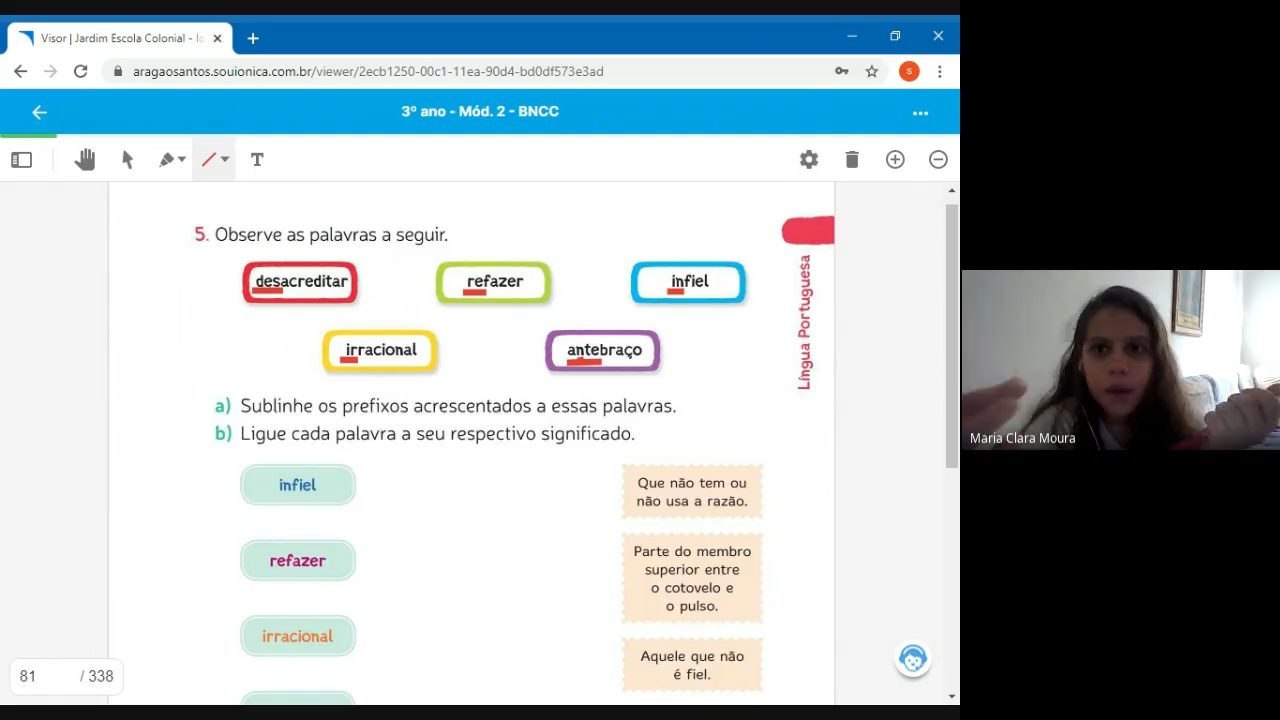 Visor | Jardim Escola Colonial - Io
aragaosantos.souionica.com.br/viewer/2ecb1250-00c1-11ea-90d4-bd0df573e3ad
S
3º ano - Mód. 2 - BNCC
T
5. Observe as palavras a seguir.
desacreditar
refazer
infiel
irracional
antebraço
Língua Portuguesa
a) Sublinhe os prefixos acrescentados a essas palavras.
b) Ligue cada palavra a seu respectivo significado.
infiel
refazer
irracional
Que não tem ou
não usa a razão.
Parte do membro
superior entre
o cotovelo e
o pulso.
Aquele que não
é fiel.
81 / 338
Maria Clara Moura